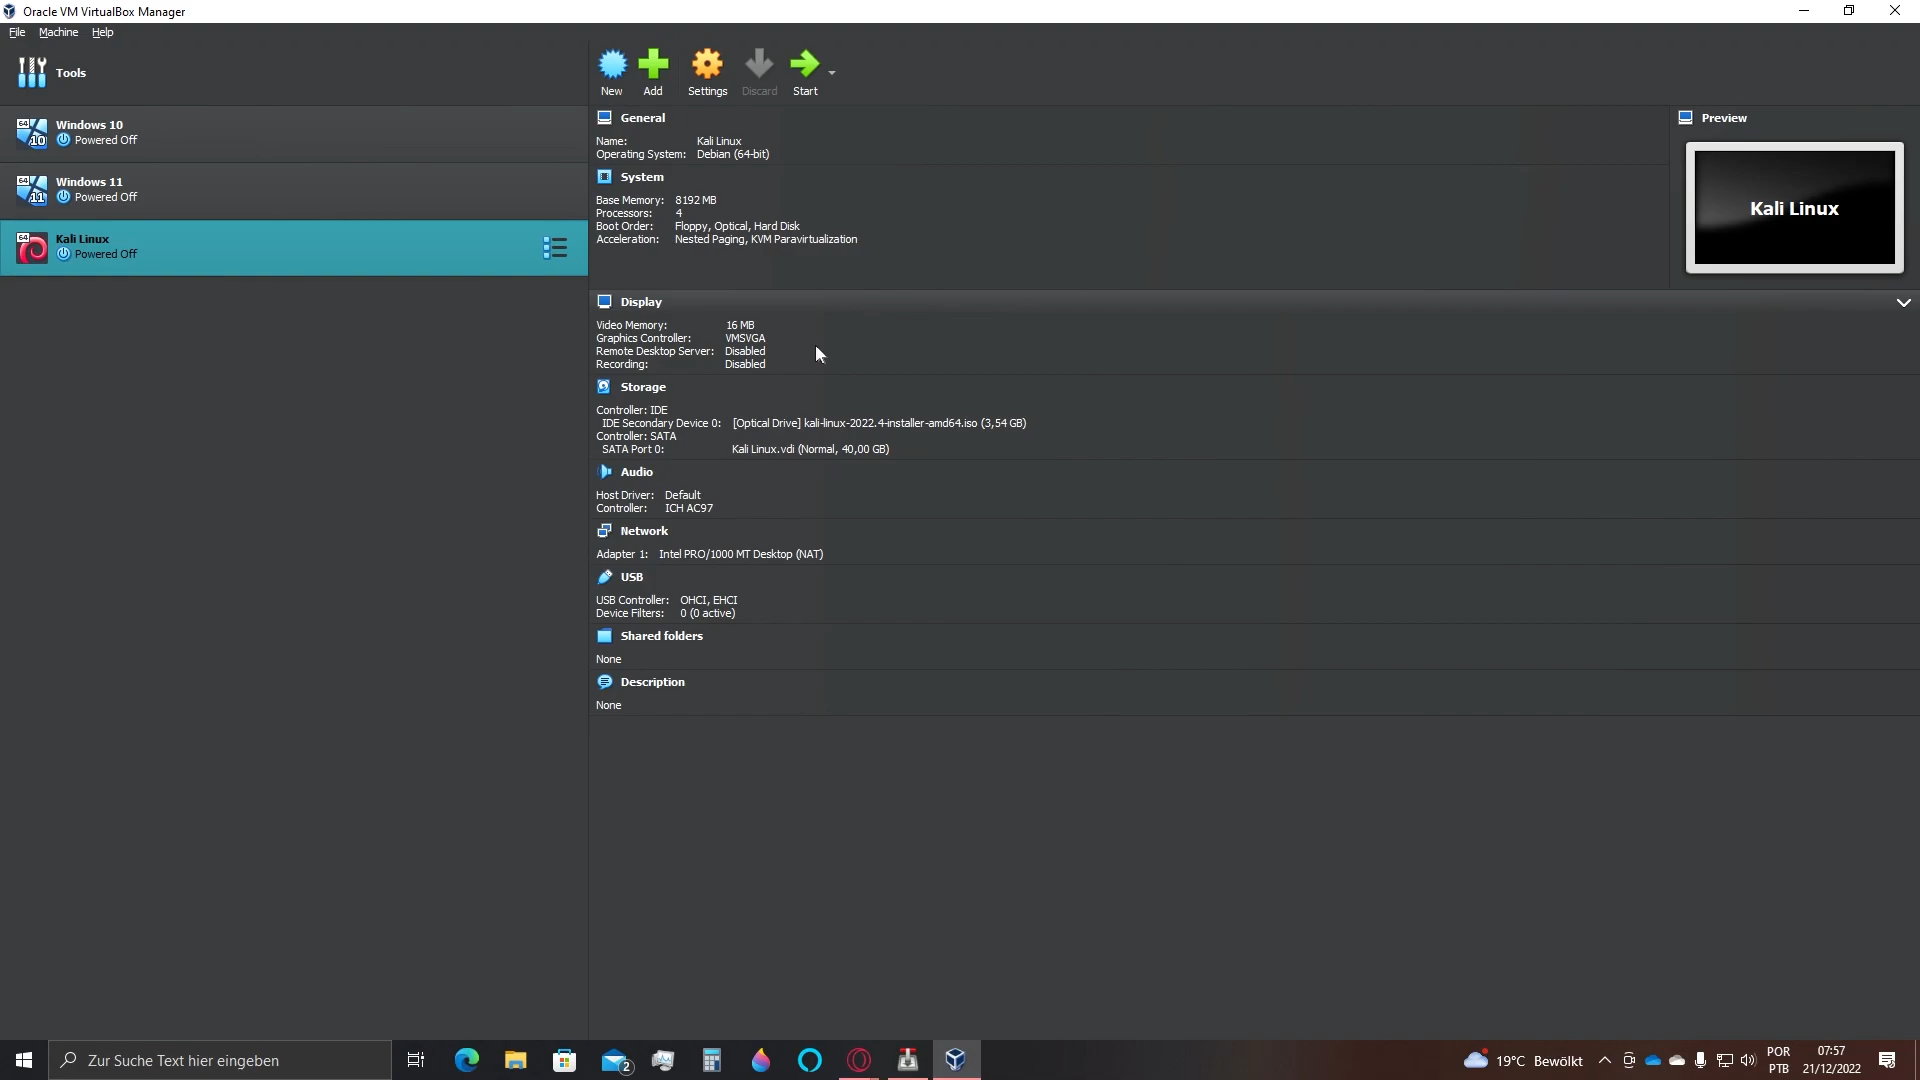 Oracle VM VirtualBox Manager
File Machine Help
Tools
New Add Settings Discard Start
64 10 Windows 10
Powered Off
64 11 Windows 11
Powered Off
64 Kali Linux
Powered Off
General
Name: Kali Linux
Operating System: Debian (64-bit)
System
Base Memory: 8192 MB
Processors: 4
Boot Order: Floppy, Optical, Hard Disk
Acceleration: Nested Paging, KVM Paravirtualization
Preview
Kali Linux
Display
Video Memory: 16 MB
Graphics Controller: VMSVGA
Remote Desktop Server: Disabled
Recording: Disabled
Storage
Controller: IDE
IDE Secondary Device 0: [Optical Drive] kali-linux-2022.4-installer-amd64.iso (3,54 GB)
Controller: SATA
SATA Port 0: Kali Linux.vdi (Normal, 40,00 GB)
Audio
Host Driver: Default
Controller: ICH AC97
Network
Adapter 1: Intel PRO/1000 MT Desktop (NAT)
USB
USB Controller: OHCI, EHCI
Device Filters: 0 (0 active)
Shared folders
None
Description
None
Zur Suche Text hier eingeben
2
19°C Bewölkt
POR
PTB
07:57
21/12/2022